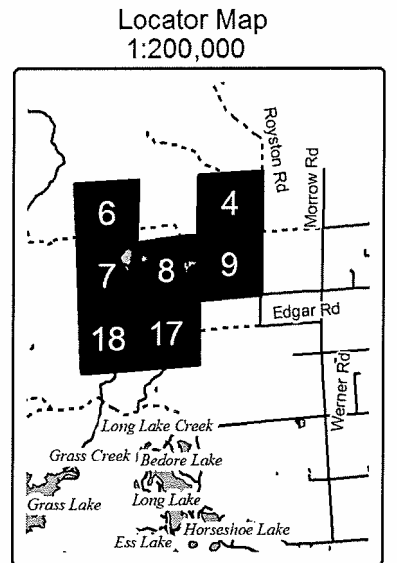 Locator Map
1:200,000
Royston Rd
Morrow Rd
6
4
7
8
9
Edgar Rd
18
17
Werner Rd
Long Lake Creek
Grass Creek
Bedore Lake
Grass Lake
Long Lake
Horseshoe Lake
Ess Lake